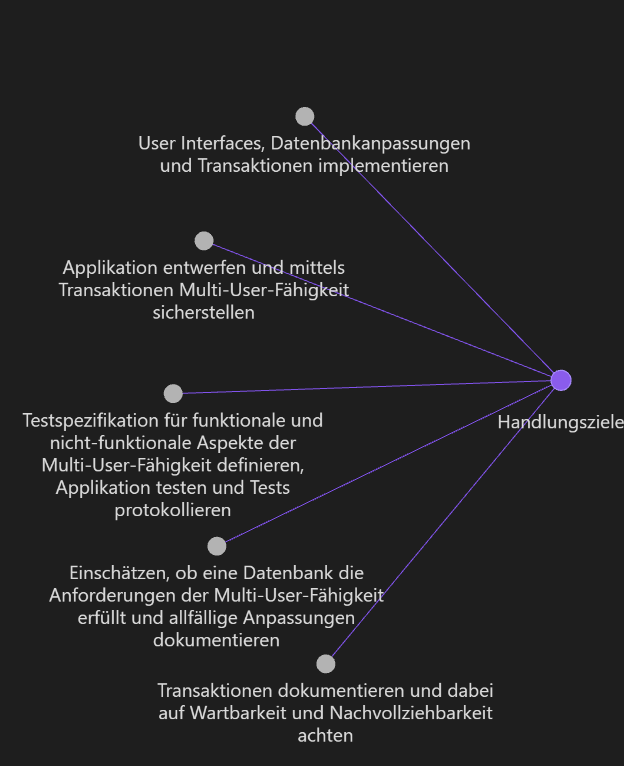 User Interfaces, Datenbankanpassungen
und Transaktionen implementieren
Applikation entwerfen und mittels
Transaktionen Multi-User-Fähigkeit
sicherstellen
Handlungsziele
Testspezifikation für funktionale und
nicht-funktionale Aspekte der
Multi-User-Fähigkeit definieren,
Applikation testen und Tests
protokollieren
Einschätzen, ob eine Datenbank die
Anforderungen der Multi-User-Fähigkeit
erfüllt und allfällige Anpassungen
dokumentieren
Transaktionen dokumentieren und dabei
auf Wartbarkeit und Nachvollziehbarkeit
achten